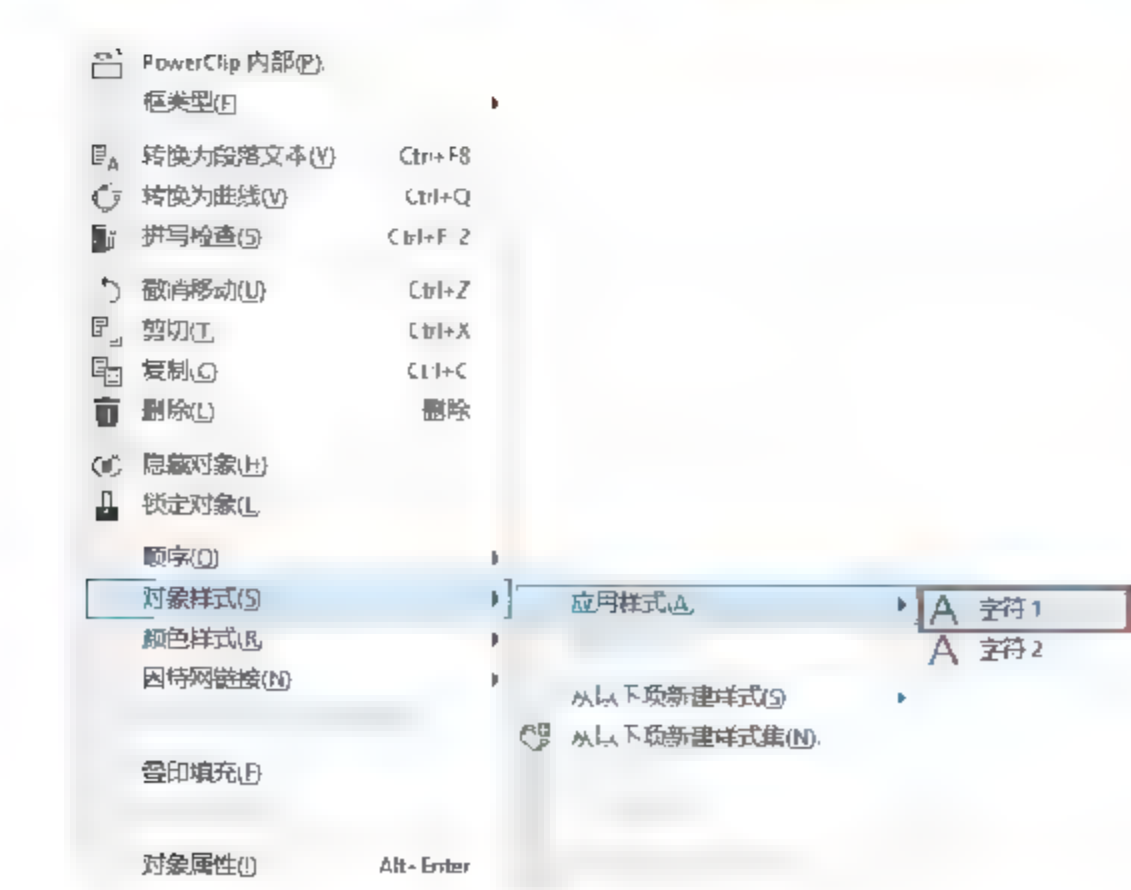 PowerClip 内部(P).
框类型(F)
转换为段落文本(V) Ctrl+F8
转换为曲线(V) Ctrl+Q
拼写检查(S)
撤消移动(U) Ctrl+Z
剪切(T) Ctrl+X
复制(C) Ctrl+C
删除(L) 删除
隐藏对象(H)
锁定对象(L
顺序(O)
对象样式(S) 应用样式(A) A 字符 1
颜色样式(R) A 字符 2
因特网链接(N) 从以下项新建样式(S)
从以下项新建样式集(N).
叠印填充(F)
对象属性(I) Alt+Enter